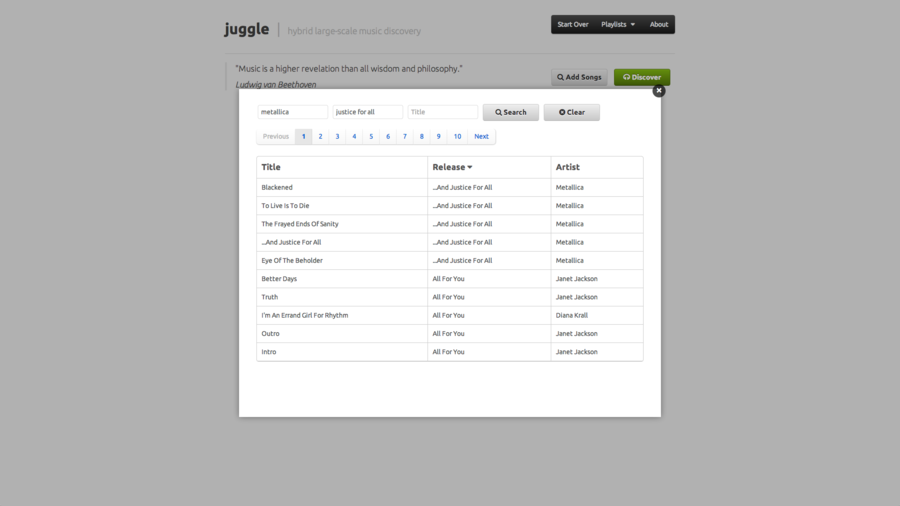 juggle | hybrid large-scale music discovery
Start Over Playlists About
"Music is a higher revelation than all wisdom and philosophy."
Ludwig van Beethoven
Add Songs Discover
metallica justice for all Title Search Clear
Previous 1 2 3 4 5 6 7 8 9 10 Next
Title Release Artist
Blackened ...And Justice For All Metallica
To Live Is To Die ...And Justice For All Metallica
The Frayed Ends Of Sanity ...And Justice For All Metallica
...And Justice For All ...And Justice For All Metallica
Eye Of The Beholder ...And Justice For All Metallica
Better Days All For You Janet Jackson
Truth All For You Janet Jackson
I'm An Errand Girl For Rhythm All For You Diana Krall
Outro All For You Janet Jackson
Intro All For You Janet Jackson